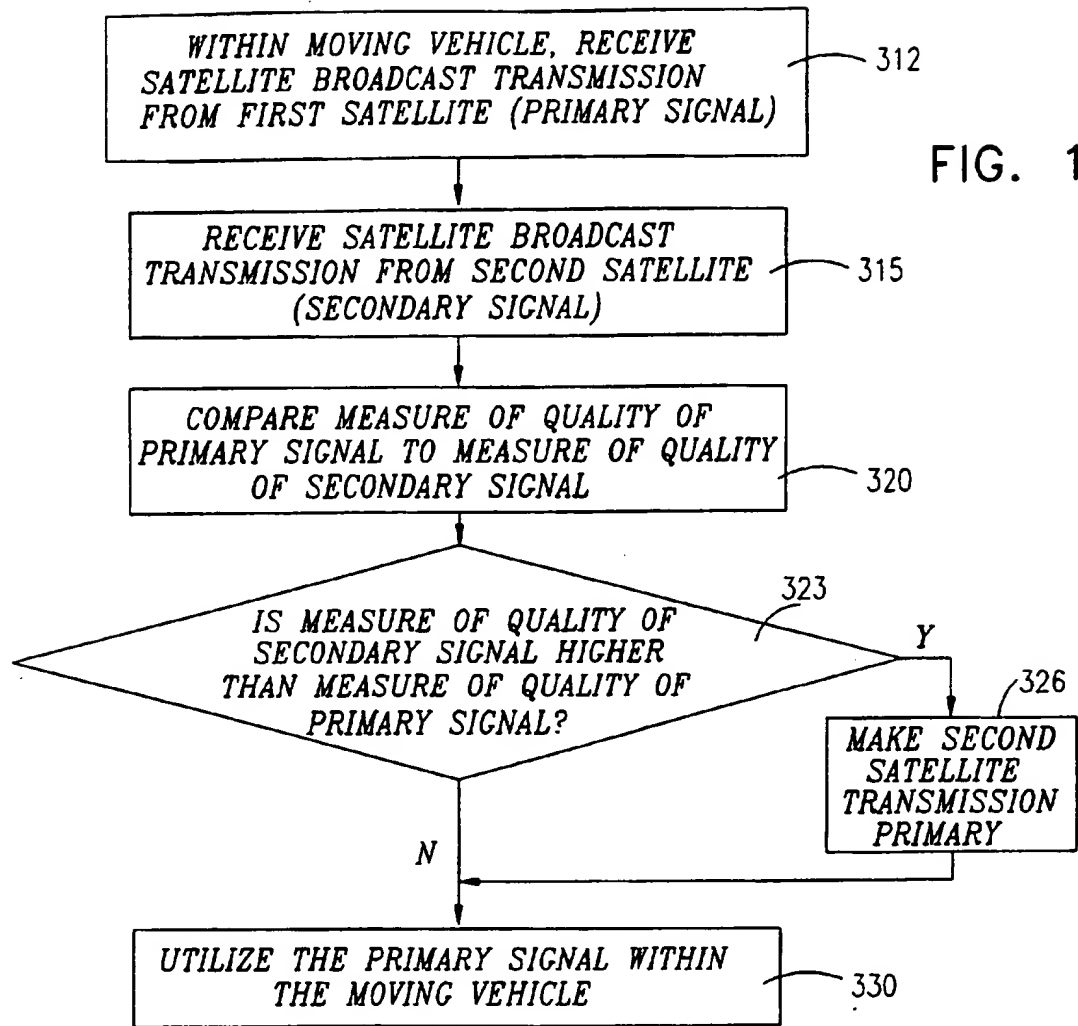 WITHIN MOVING VEHICLE, RECEIVE
SATELLITE BROADCAST TRANSMISSION
FROM FIRST SATELLITE (PRIMARY SIGNAL)
312
FIG. 1
RECEIVE SATELLITE BROADCAST
TRANSMISSION FROM SECOND SATELLITE
(SECONDARY SIGNAL)
315
COMPARE MEASURE OF QUALITY OF
PRIMARY SIGNAL TO MEASURE OF QUALITY
OF SECONDARY SIGNAL
320
IS MEASURE OF QUALITY OF
SECONDARY SIGNAL HIGHER
THAN MEASURE OF QUALITY OF
PRIMARY SIGNAL?
323
Y
326
MAKE SECOND
SATELLITE
TRANSMISSION
PRIMARY
N
UTILIZE THE PRIMARY SIGNAL WITHIN
THE MOVING VEHICLE
330